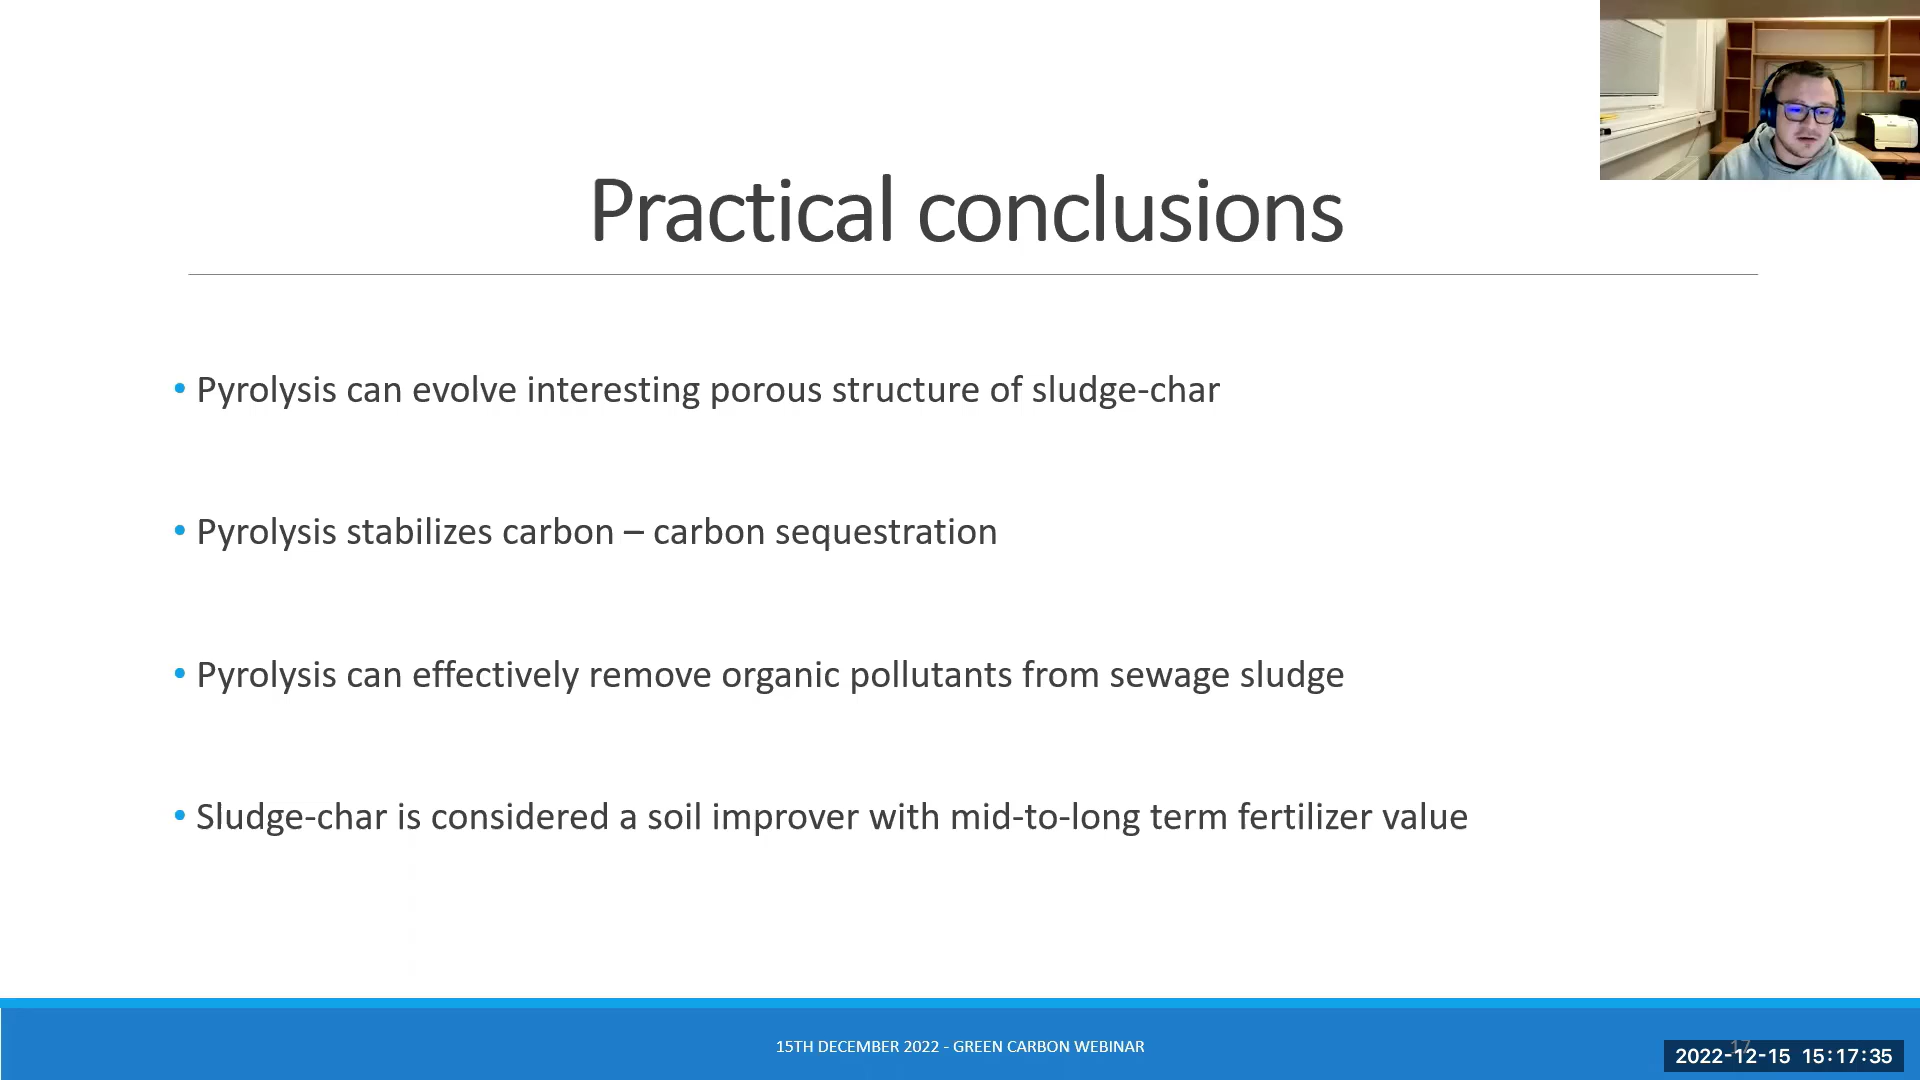 Practical conclusions
• Pyrolysis can evolve interesting porous structure of sludge-char
• Pyrolysis stabilizes carbon – carbon sequestration
• Pyrolysis can effectively remove organic pollutants from sewage sludge
• Sludge-char is considered a soil improver with mid-to-long term fertilizer value
15TH DECEMBER 2022 - GREEN CARBON WEBINAR
17
2022-12-15 15:17:35